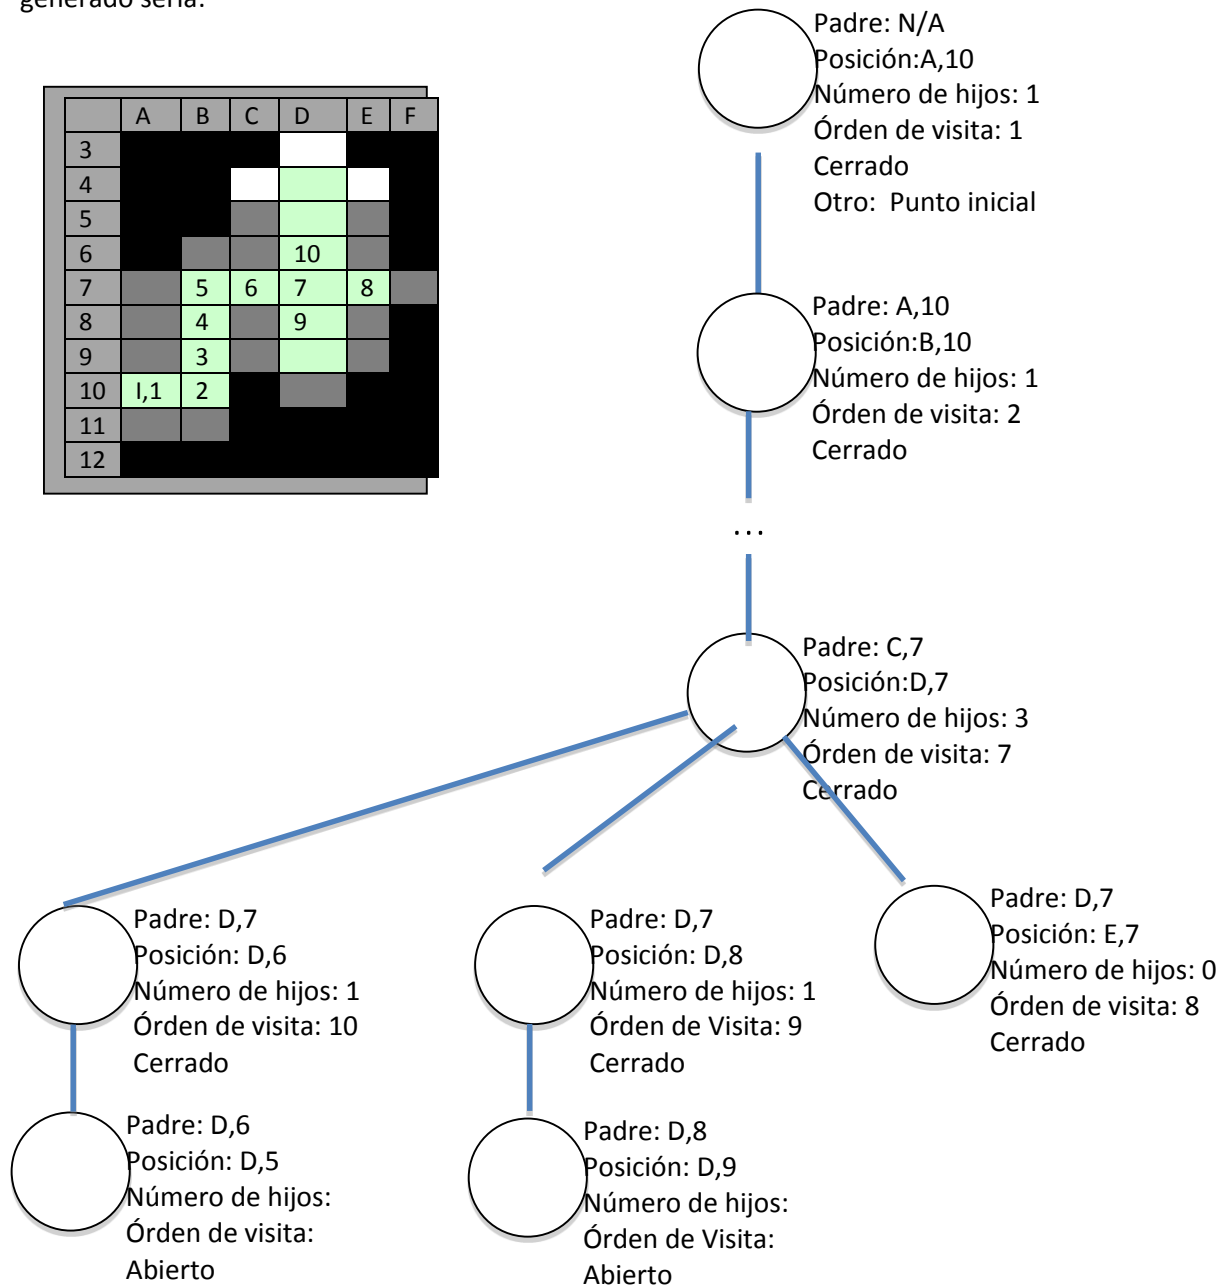 generado sería:
A B C D E F
3
4
5
6 10
7 5 6 7 8
8 4 9
9 3
10 I,1 2
11
12
Padre: N/A
Posición:A,10
Número de hijos: 1
Órden de visita: 1
Cerrado
Otro: Punto inicial
Padre: A,10
Posición:B,10
Número de hijos: 1
Órden de visita: 2
Cerrado
...
Padre: C,7
Posición:D,7
Número de hijos: 3
Órden de visita: 7
Cerrado
Padre: D,7
Posición: D,6
Número de hijos: 1
Órden de visita: 10
Cerrado
Padre: D,7
Posición: D,8
Número de hijos: 1
Órden de Visita: 9
Cerrado
Padre: D,7
Posición: E,7
Número de hijos: 0
Órden de visita: 8
Cerrado
Padre: D,6
Posición: D,5
Número de hijos:
Órden de visita:
Abierto
Padre: D,8
Posición: D,9
Número de hijos:
Órden de Visita:
Abierto